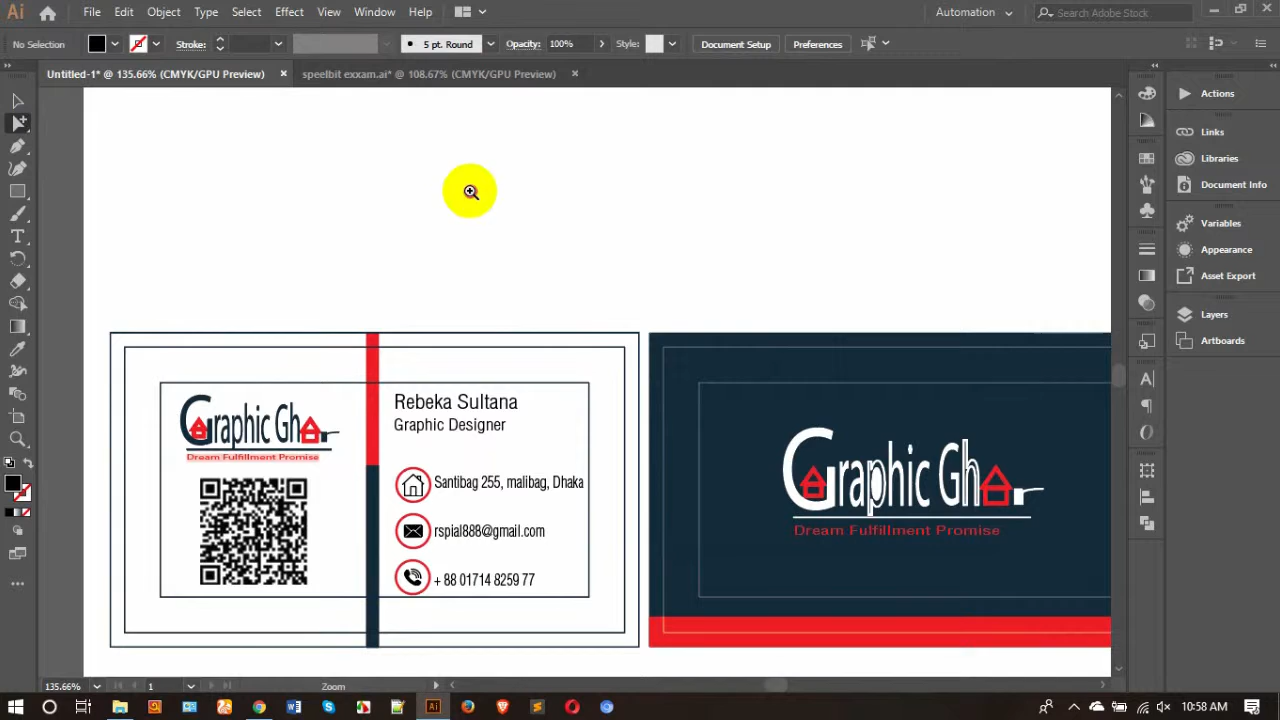 Ai File Edit Object Type Select Effect View Window Help Automation Search Adobe Stock
No Selection Stroke: 5 pt. Round Opacity: 100% Style: Document Setup Preferences
Untitled-1* @ 135.66% (CMYK/GPU Preview) speelbit exxam.ai* @ 108.67% (CMYK/GPU Preview)
Actions
Links
Libraries
Document Info
Variables
Appearance
Asset Export
Layers
Artboards
Graphic Ghar
Dream Fulfillment Promise
Rebeka Sultana
Graphic Designer
Santibag 255, malibag, Dhaka
rspial888@gmail.com
+ 88 01714 8259 77
Graphic Ghar
Dream Fulfillment Promise
135.66% 1 Zoom
10:58 AM